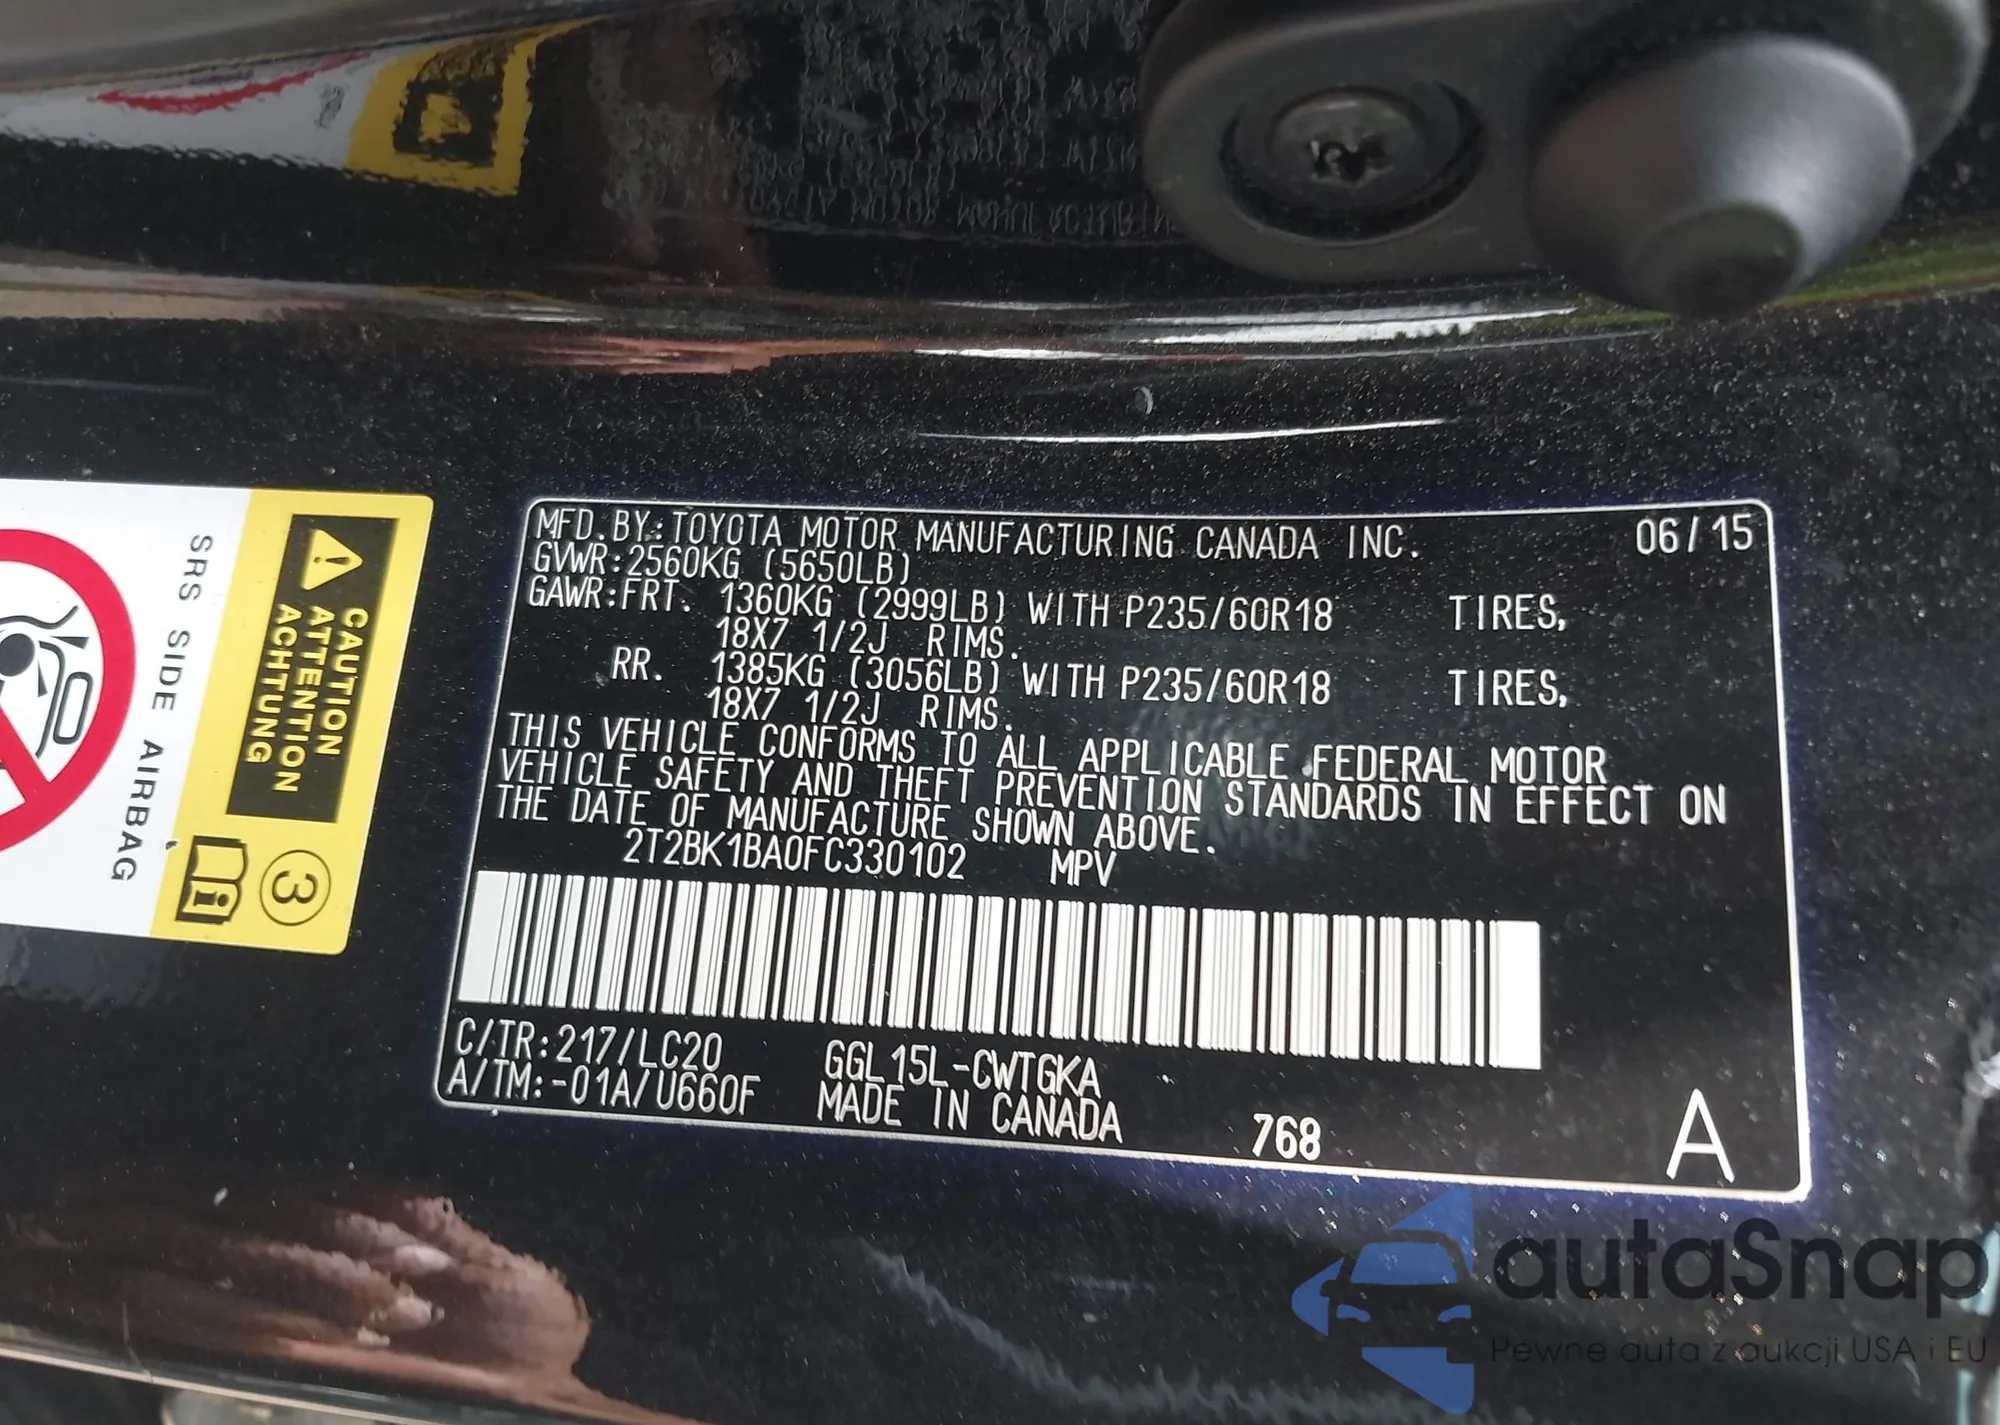 MFD.BY:TOYOTA MOTOR MANUFACTURING CANADA INC. 06/15
GVWR:2560KG (5650LB)
GAWR:FRT. 1360KG (2999LB) WITH P235/60R18 TIRES,
18X7 1/2J RIMS.
RR. 1385KG (3056LB) WITH P235/60R18 TIRES,
18X7 1/2J RIMS.
THIS VEHICLE CONFORMS TO ALL APPLICABLE FEDERAL MOTOR
VEHICLE SAFETY AND THEFT PREVENTION STANDARDS IN EFFECT ON
THE DATE OF MANUFACTURE SHOWN ABOVE.
2T2BK1BA0FC330102 MPV
C/TR:217/LC20 GGL15L-CWTGKA
A/TM:-01A/U660F MADE IN CANADA 768 A
CAUTION
ATTENTION
ACHTUNG
3
SRS SIDE AIRBAG
autaSnap
Pewne auta z aukcji USA i EU